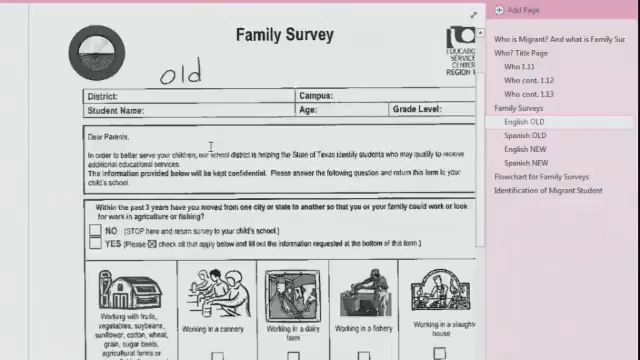 Family Survey
EDUCATION
SERVICE
CENTER
REGION
old
District: Campus:
Student Name: Age: Grade Level:
Dear Parents,
In order to better serve your children, our school district is helping the State of Texas identify students who may qualify to receive
additional educational services.
The information provided below will be kept confidential. Please answer the following question and return this form to your
child's school.
Within the past 3 years have you moved from one city or state to another so that you or your family could work or look
for work in agriculture or fishing?
NO (STOP here and return survey to your child's school.)
YES (Please ☒ check all that apply below and fill out the information requested at the bottom of this form.)
Working with fruits,
vegetables, soybeans,
sunflower, cotton, wheat,
grain, sugar beets,
agricultural farms or
Working in a cannery
Working in a dairy
farm
Working in a fishery
Working in a slaughter
house
Add Page
Who is Migrant? And what is Family Sur
Who? Title Page
Who 1.11
Who cont. 1.12
Who cont. 1.13
Family Surveys
English OLD
Spanish OLD
English NEW
Spanish NEW
Flowchart for Family Surveys
Identification of Migrant Student